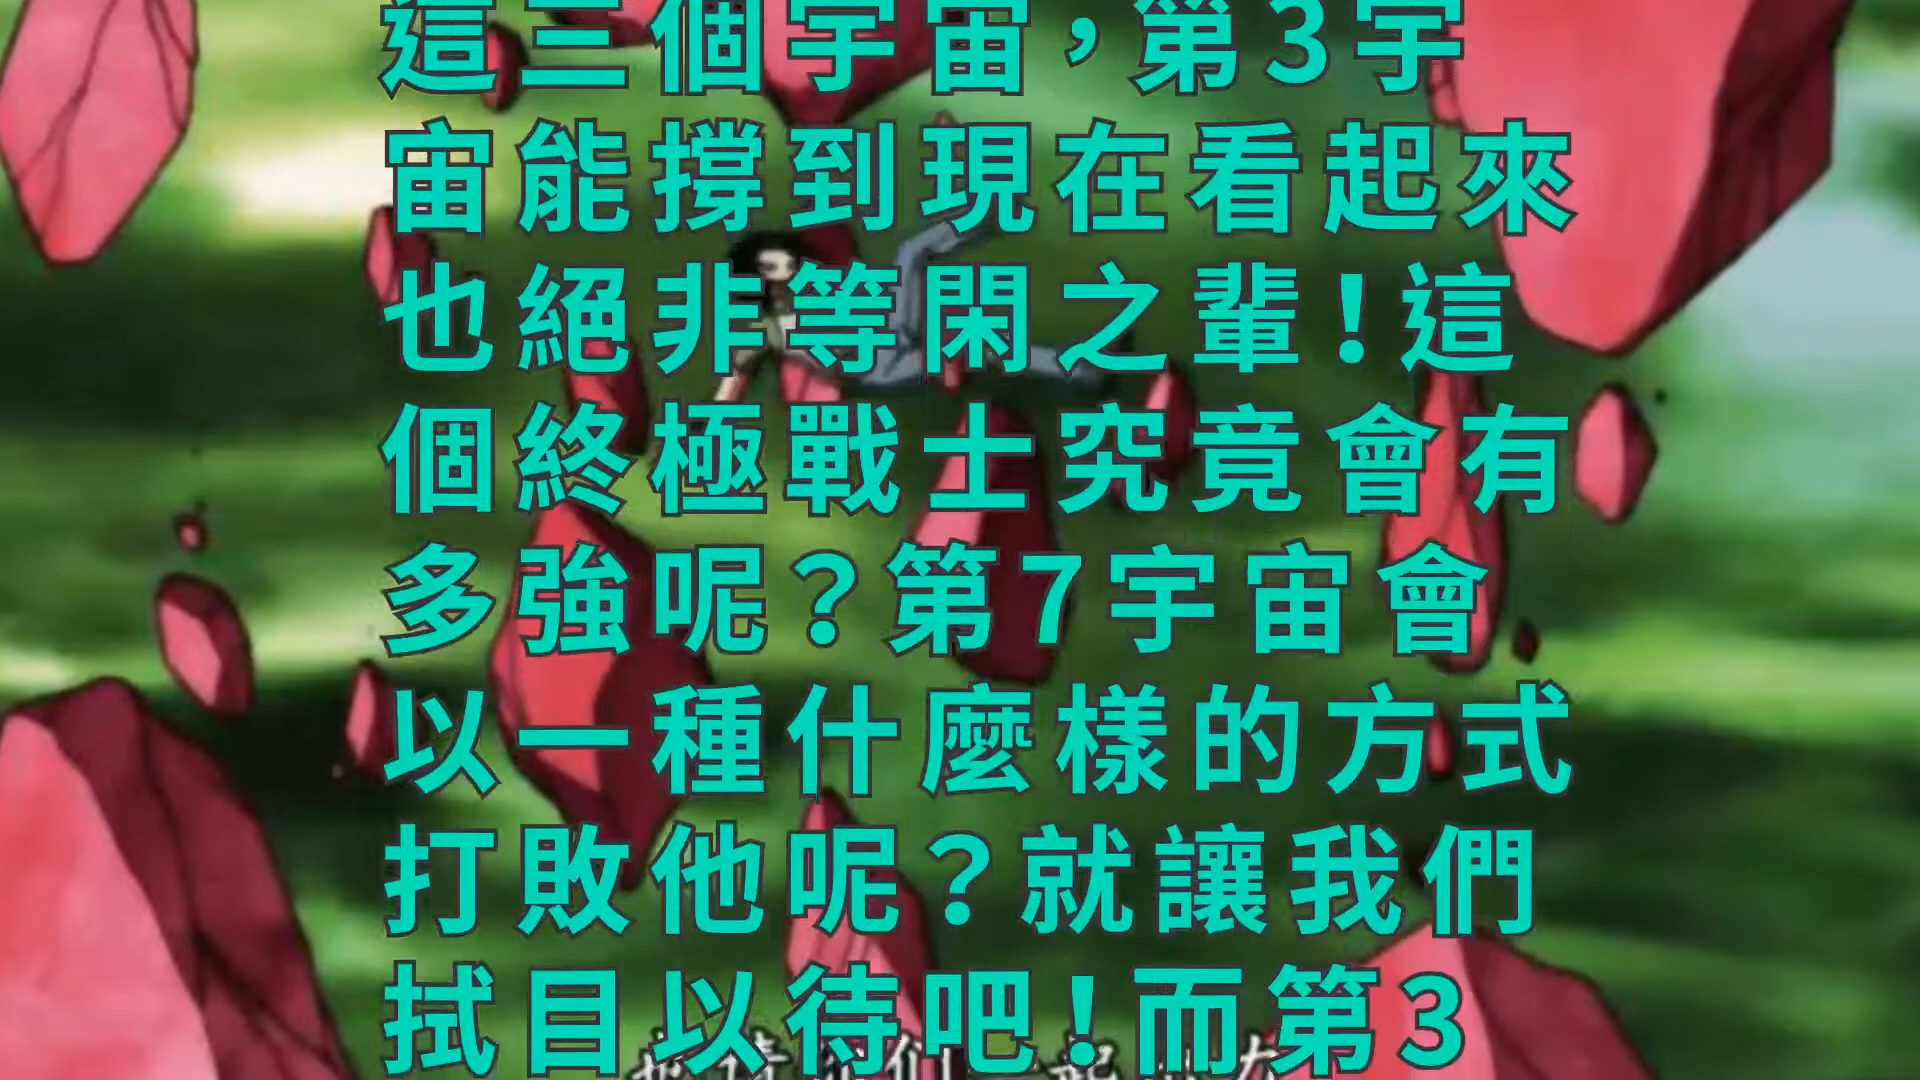 這三個宇宙，第3宇
宙能撐到現在看起來
也絕非等閑之輩！這
個終極戰士究竟會有
多強呢？第7宇宙會
以一種什麼樣的方式
打敗他呢？就讓我們
拭目以待吧！而第3